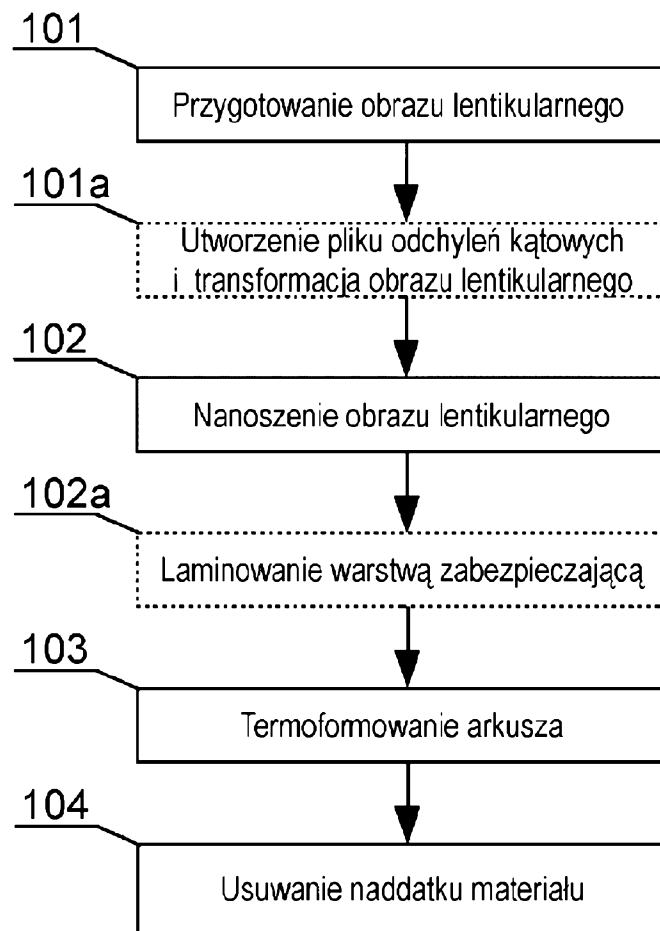 101
Przygotowanie obrazu lentikularnego
101a
Utworzenie pliku odchyleń kątowych
i transformacja obrazu lentikularnego
102
Nanoszenie obrazu lentikularnego
102a
Laminowanie warstwą zabezpieczającą
103
Termoformowanie arkusza
104
Usuwanie naddatku materiału